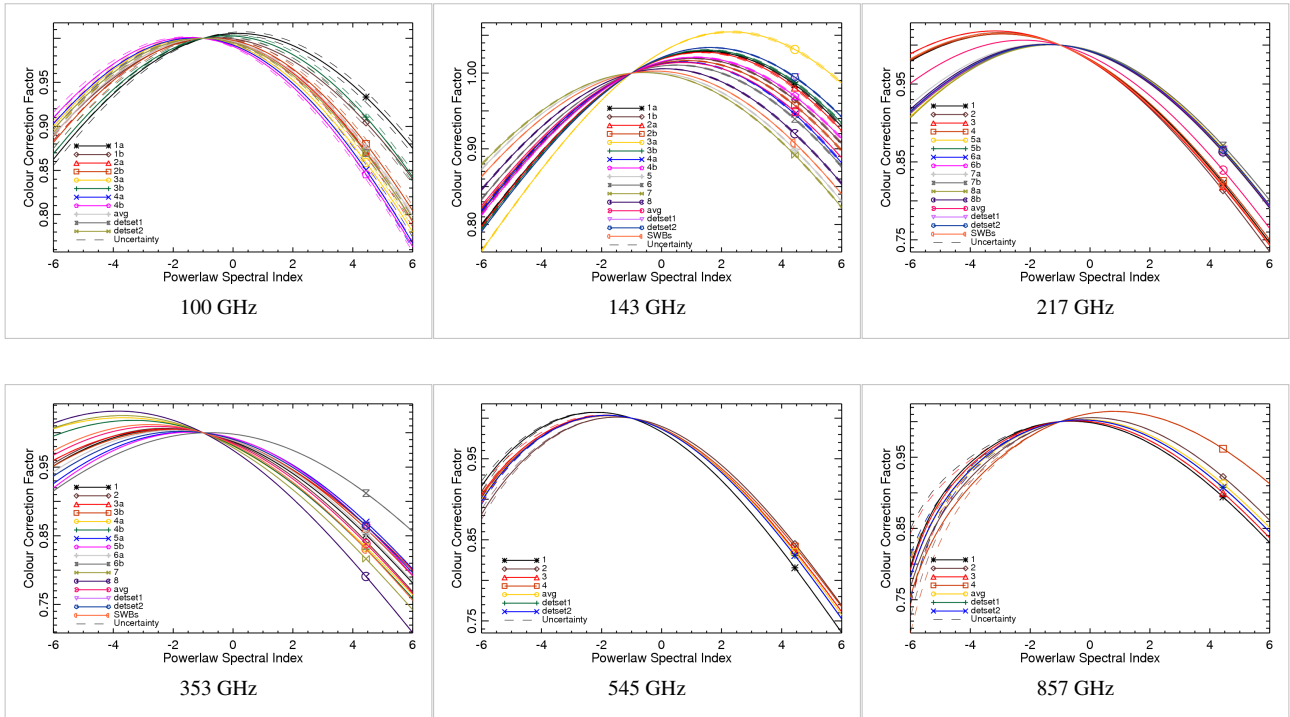 Colour Correction Factor
0.95
0.90
0.85
0.80
1a
1b
2a
2b
3a
3b
4a
4b
avg
detset1
detset2
Uncertainty
-6 -4 -2 0 2 4 6
Powerlaw Spectral Index
100 GHz
Colour Correction Factor
1.00
0.90
0.80
1a
1b
2a
2b
3a
3b
4a
4b
5
6
7
8
avg
detset1
detset2
SWBs
Uncertainty
-6 -4 -2 0 2 4 6
Powerlaw Spectral Index
143 GHz
Colour Correction Factor
0.95
0.85
0.75
1
2
3
4
5a
5b
6a
6b
7a
7b
8a
8b
avg
detset1
detset2
SWBs
Uncertainty
-6 -4 -2 0 2 4 6
Powerlaw Spectral Index
217 GHz
Colour Correction Factor
0.95
0.85
0.75
1
2
3a
3b
4a
4b
5a
5b
6a
6b
7
8
avg
detset1
detset2
SWBs
Uncertainty
-6 -4 -2 0 2 4 6
Powerlaw Spectral Index
353 GHz
Colour Correction Factor
0.95
0.85
0.75
1
2
3
4
avg
detset1
detset2
Uncertainty
-6 -4 -2 0 2 4 6
Powerlaw Spectral Index
545 GHz
Colour Correction Factor
0.95
0.85
0.75
1
2
3
4
avg
detset1
detset2
Uncertainty
-6 -4 -2 0 2 4 6
Powerlaw Spectral Index
857 GHz